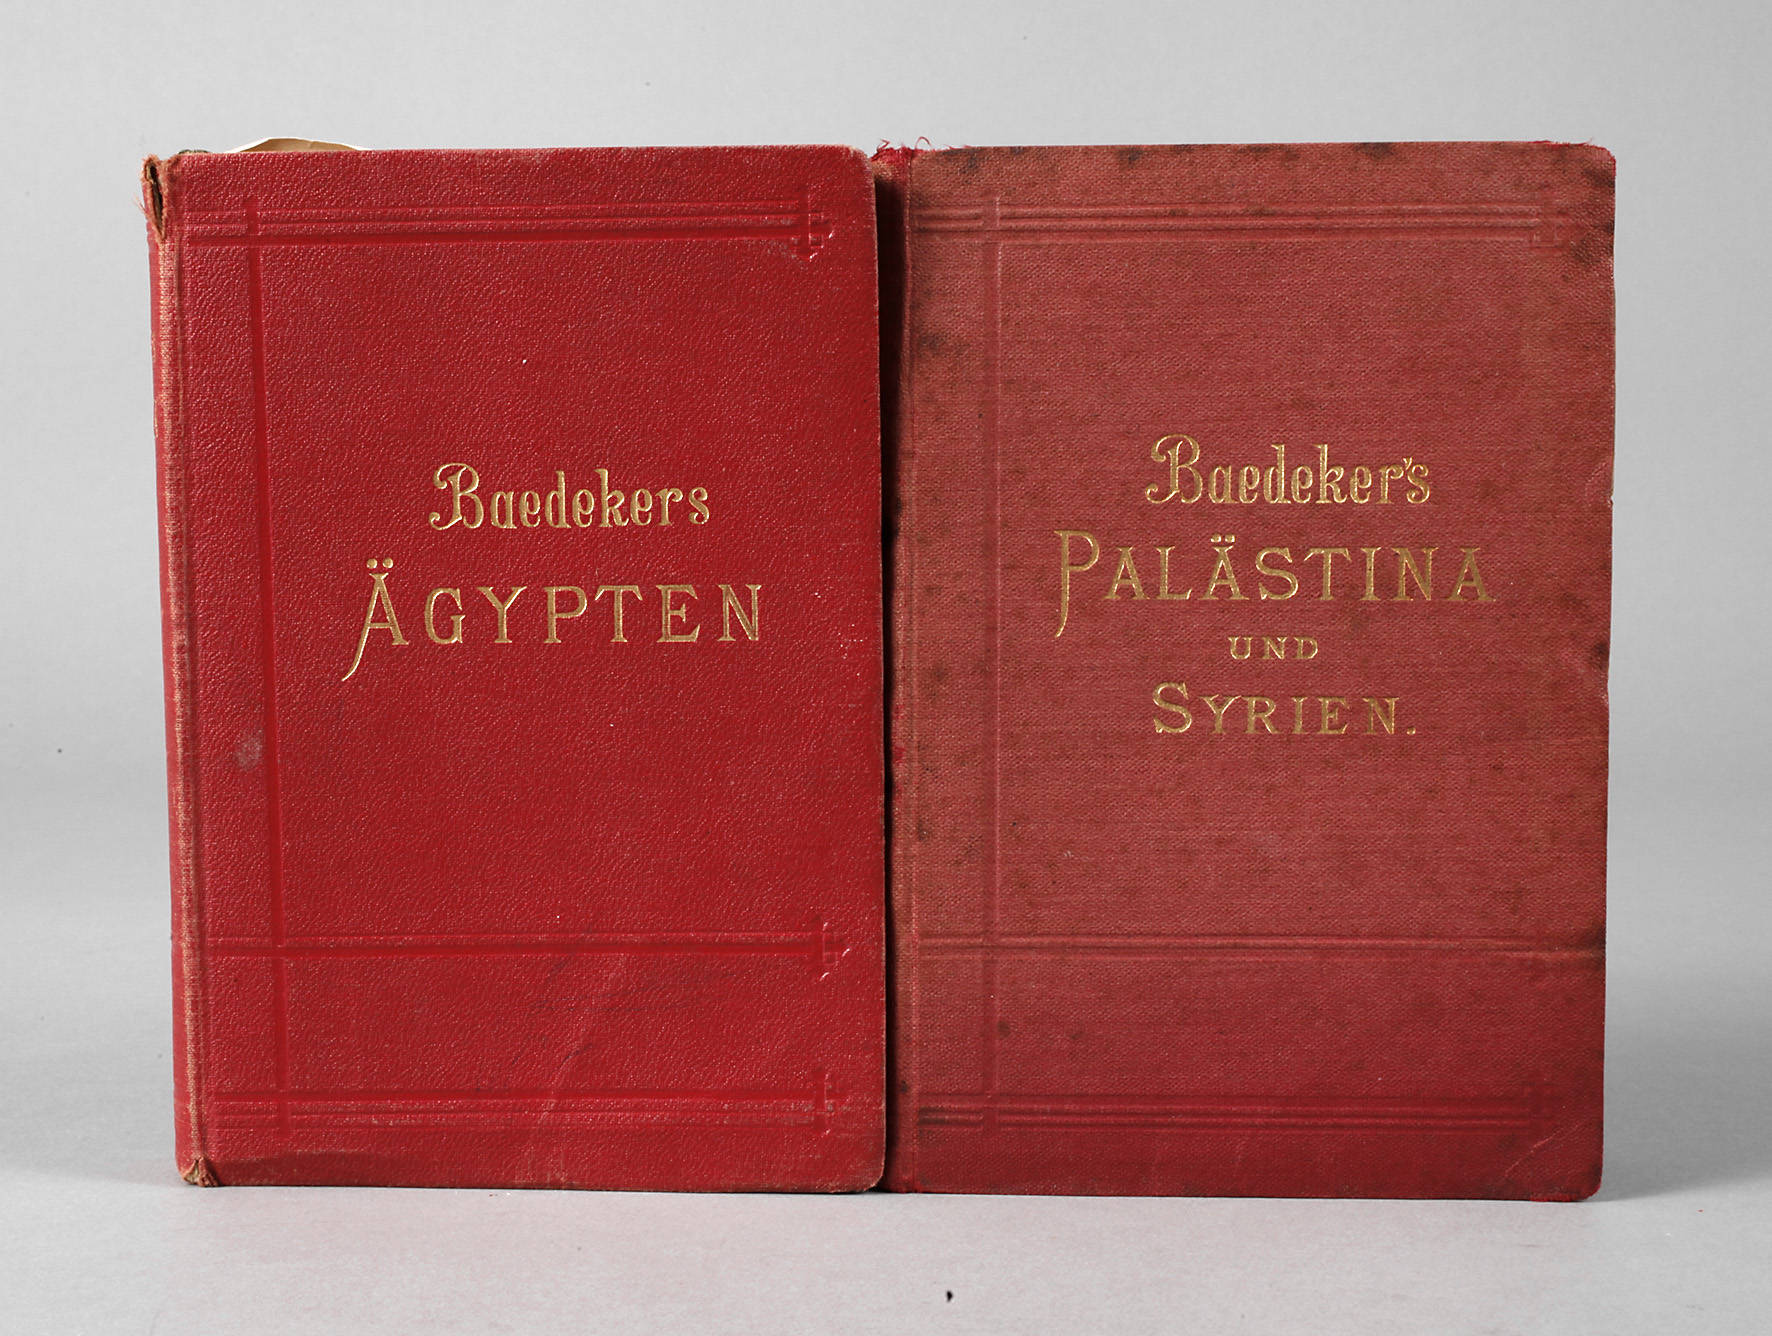 Baedekers
ÄGYPTEN
Baedeker's
PALÄSTINA
UND
SYRIEN.